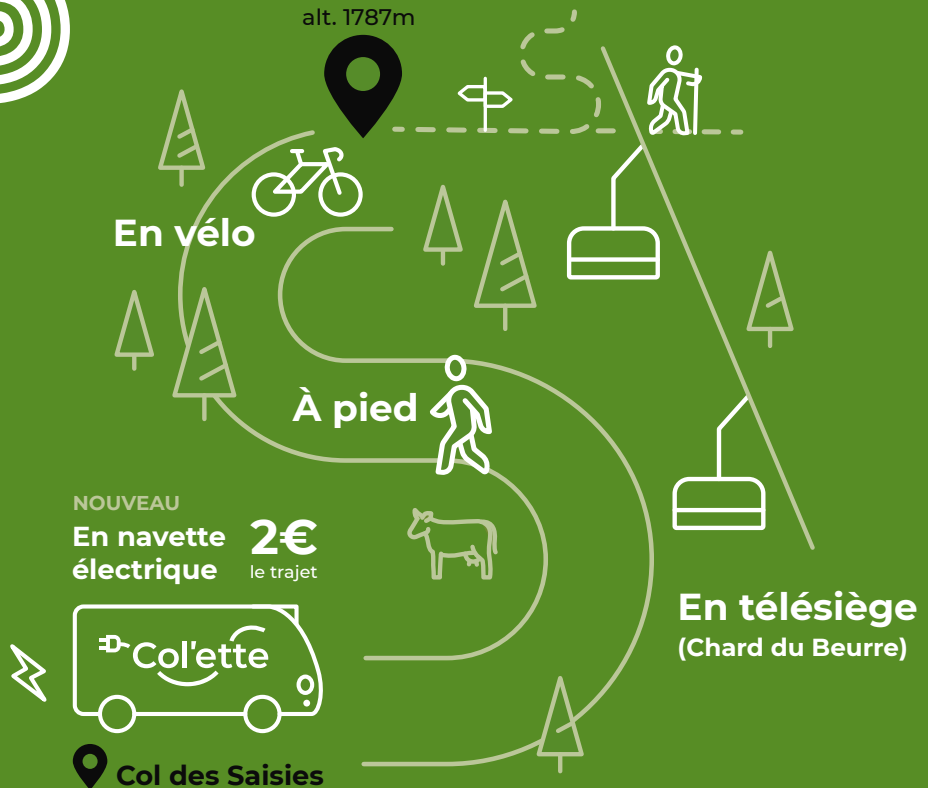 alt. 1787m
En vélo
À pied
NOUVEAU
En navette
électrique
2€
le trajet
Col'ette
En télésiège
(Chard du Beurre)
Col des Saisies